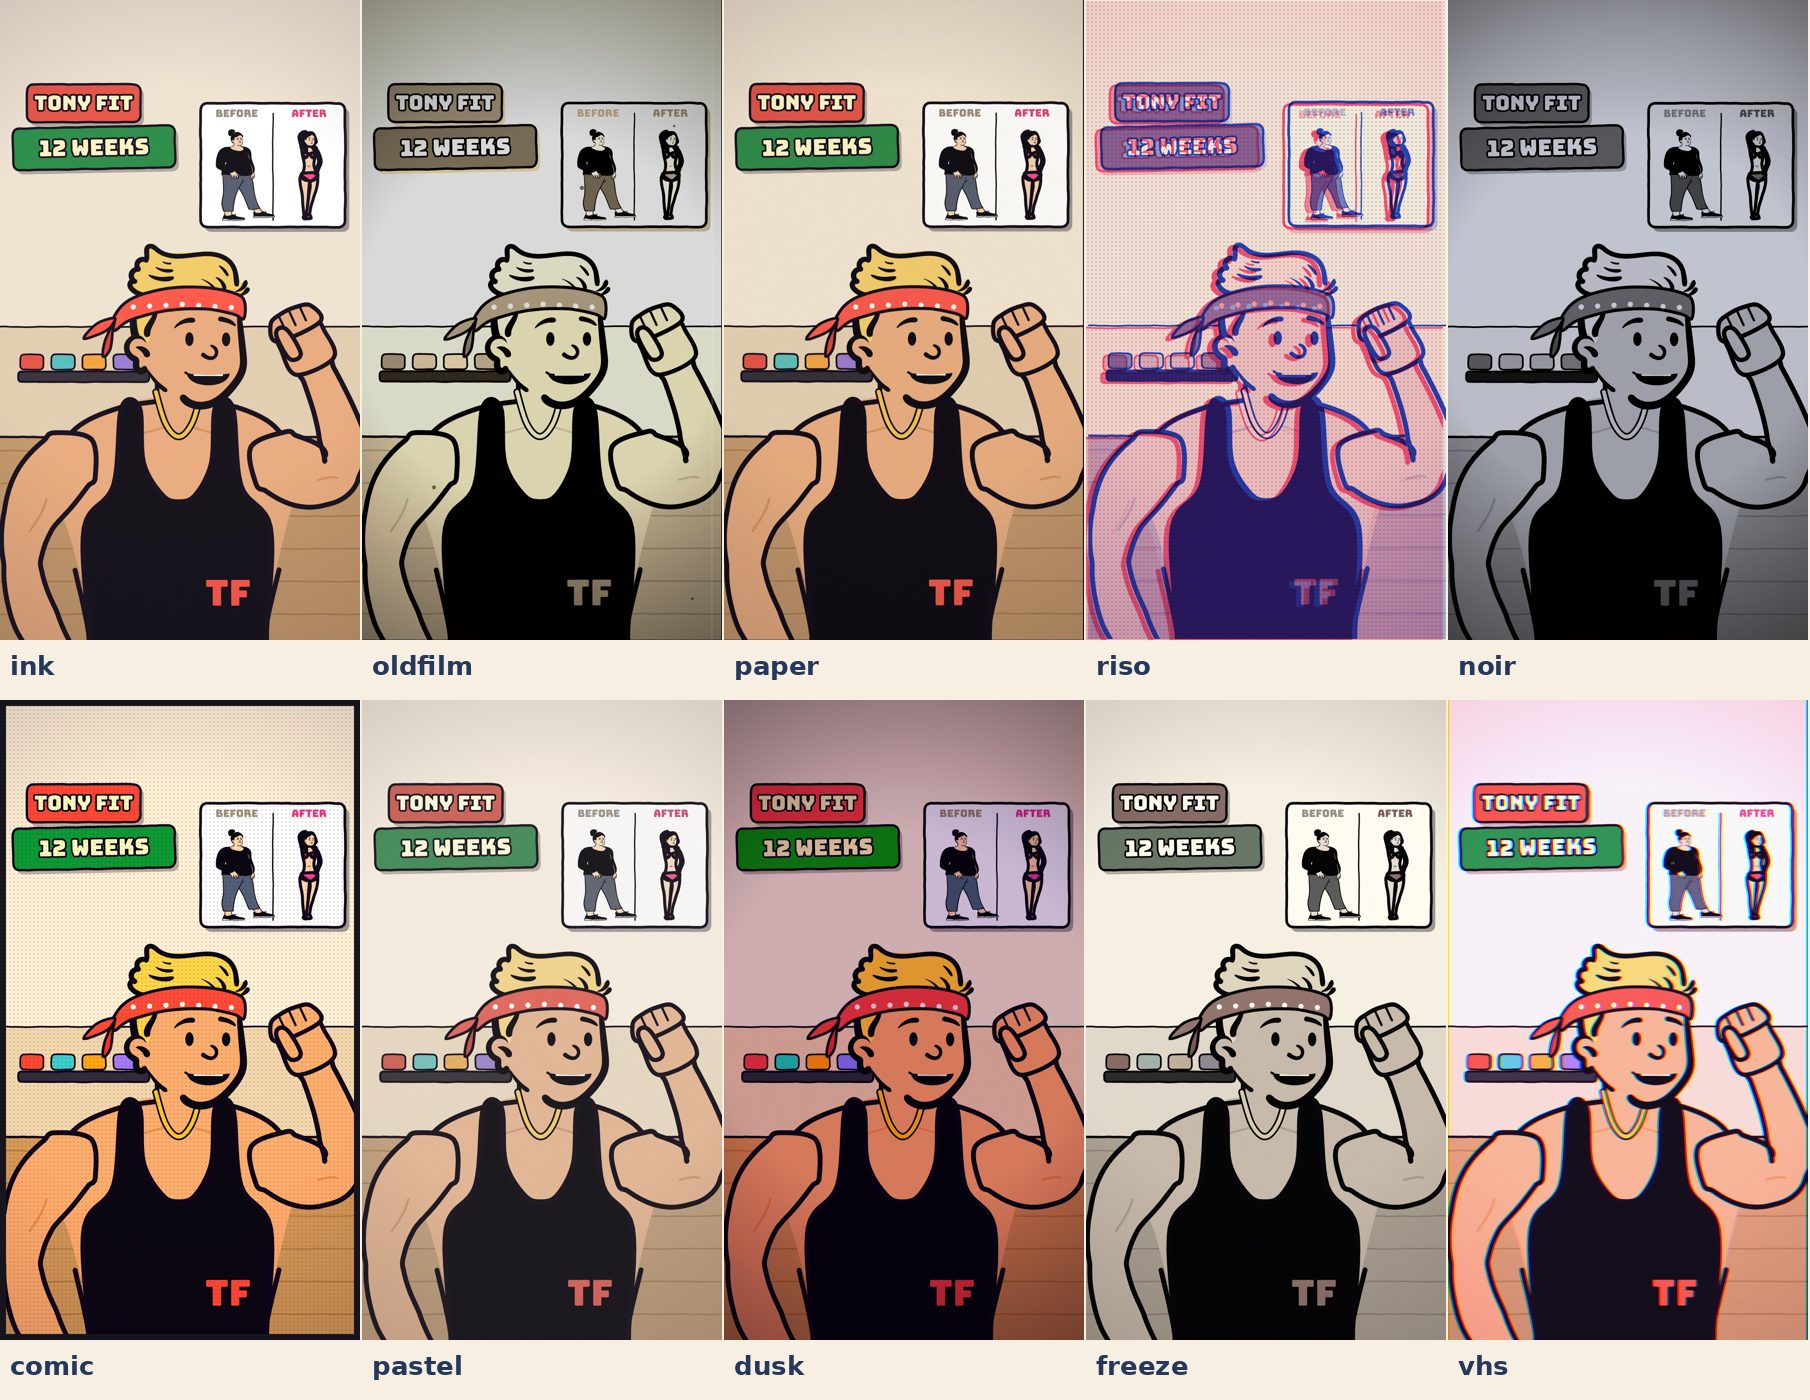 TONY FIT
12 WEEKS
BEFORE AFTER
TF
ink
TONY FIT
12 WEEKS
BEFORE AFTER
TF
oldfilm
TONY FIT
12 WEEKS
BEFORE AFTER
TF
paper
TONY FIT
12 WEEKS
BEFORE AFTER
TF
riso
TONY FIT
12 WEEKS
BEFORE AFTER
TF
noir
TONY FIT
12 WEEKS
BEFORE AFTER
TF
comic
TONY FIT
12 WEEKS
BEFORE AFTER
TF
pastel
TONY FIT
12 WEEKS
BEFORE AFTER
TF
dusk
TONY FIT
12 WEEKS
BEFORE AFTER
TF
freeze
TONY FIT
12 WEEKS
BEFORE AFTER
TF
vhs